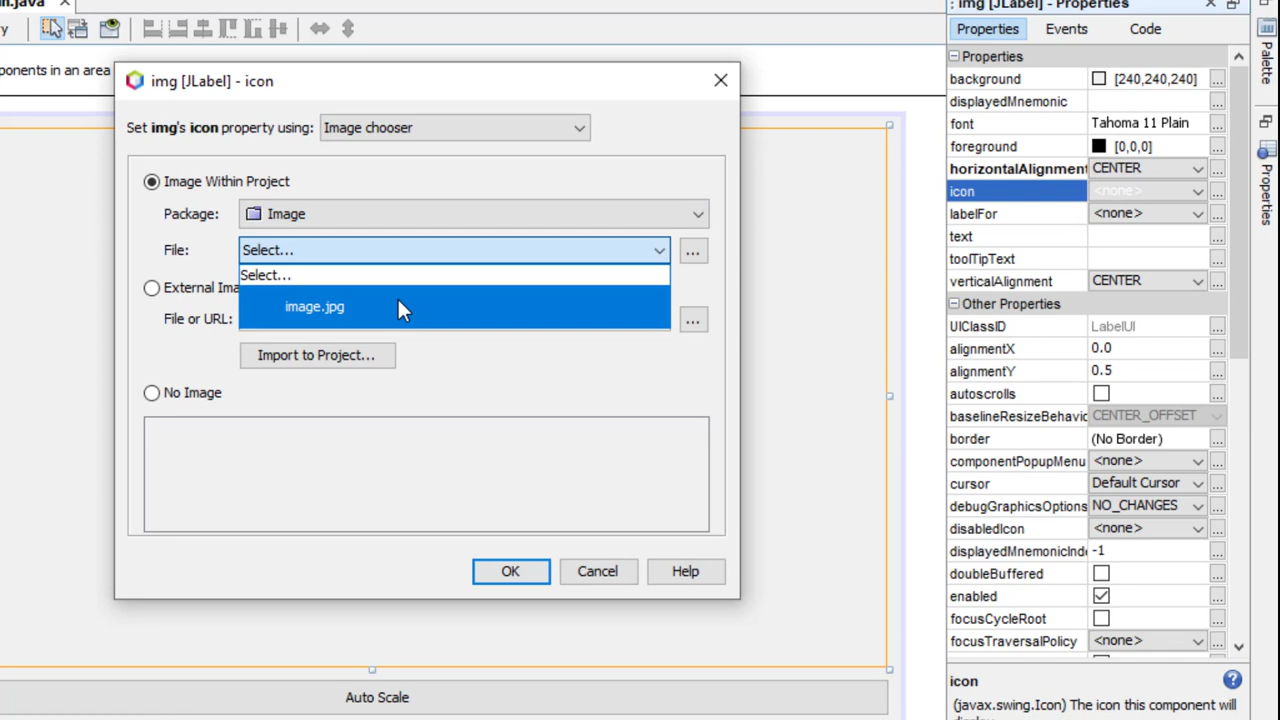 n.java
img [JLabel] - Properties
y
Properties
Events
Code
ponents in an area
img [JLabel] - icon
Set img's icon property using:
Image chooser
Image Within Project
Package:
Image
File:
Select...
...
Select...
External Ima
image.jpg
File or URL:
...
Import to Project...
No Image
OK
Cancel
Help
Auto Scale
Properties
background
[240,240,240]
...
displayedMnemonic
...
font
Tahoma 11 Plain
...
foreground
[0,0,0]
...
horizontalAlignment
CENTER
...
icon
<none>
...
labelFor
<none>
...
text
...
toolTipText
...
verticalAlignment
CENTER
...
Other Properties
UIClassID
LabelUI
...
alignmentX
0.0
...
alignmentY
0.5
...
autoscrolls
...
baselineResizeBehavio
CENTER_OFFSET
...
border
(No Border)
...
componentPopupMenu
<none>
...
cursor
Default Cursor
...
debugGraphicsOptions
NO_CHANGES
...
disabledIcon
<none>
...
displayedMnemonicInde
-1
...
doubleBuffered
...
enabled
...
focusCycleRoot
...
focusTraversalPolicy
<none>
...
icon
?
(javax.swing.Icon) The icon this component will
Palette
Properties